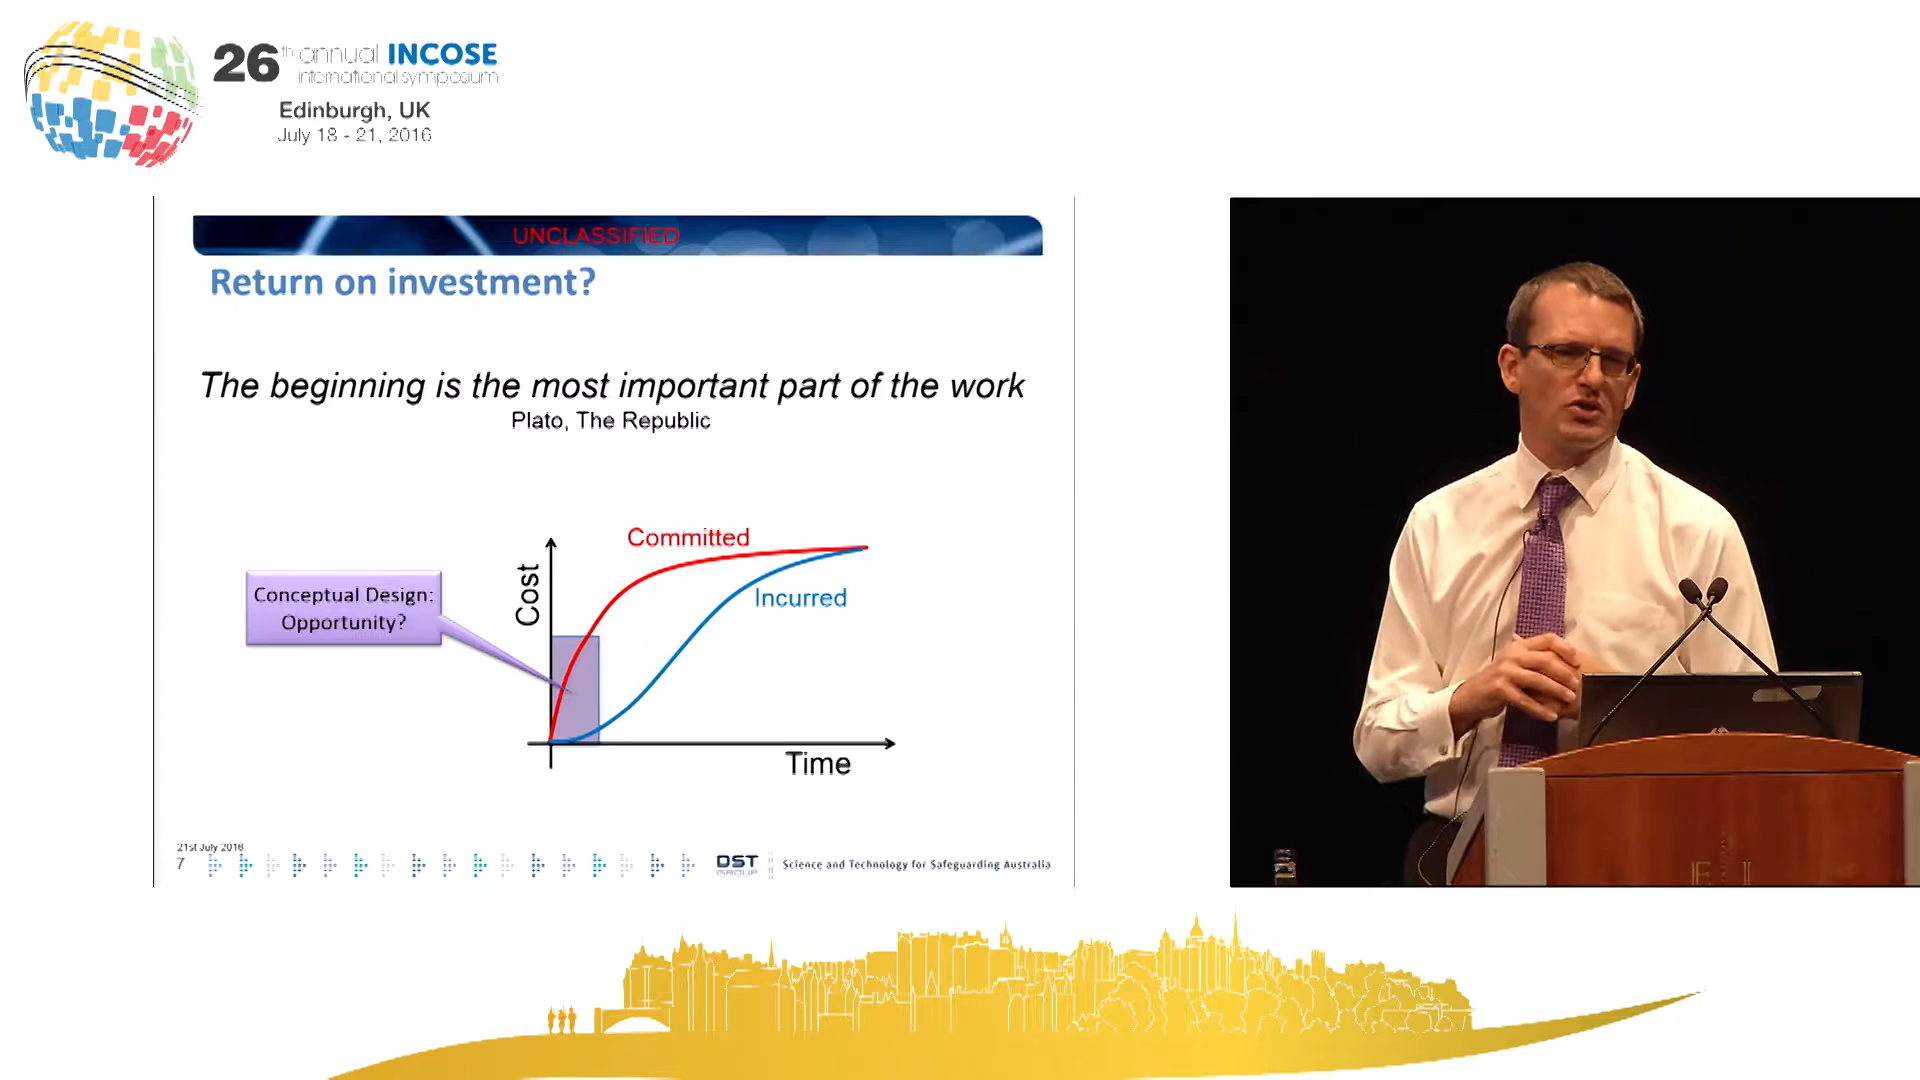 26th annual INCOSE
international symposium
Edinburgh, UK
July 18 - 21, 2016
UNCLASSIFIED
Return on investment?
The beginning is the most important part of the work
Plato, The Republic
Committed
Cost
Incurred
Conceptual Design:
Opportunity?
Time
21st July 2016
7
DST
GROUP
Science and Technology for Safeguarding Australia